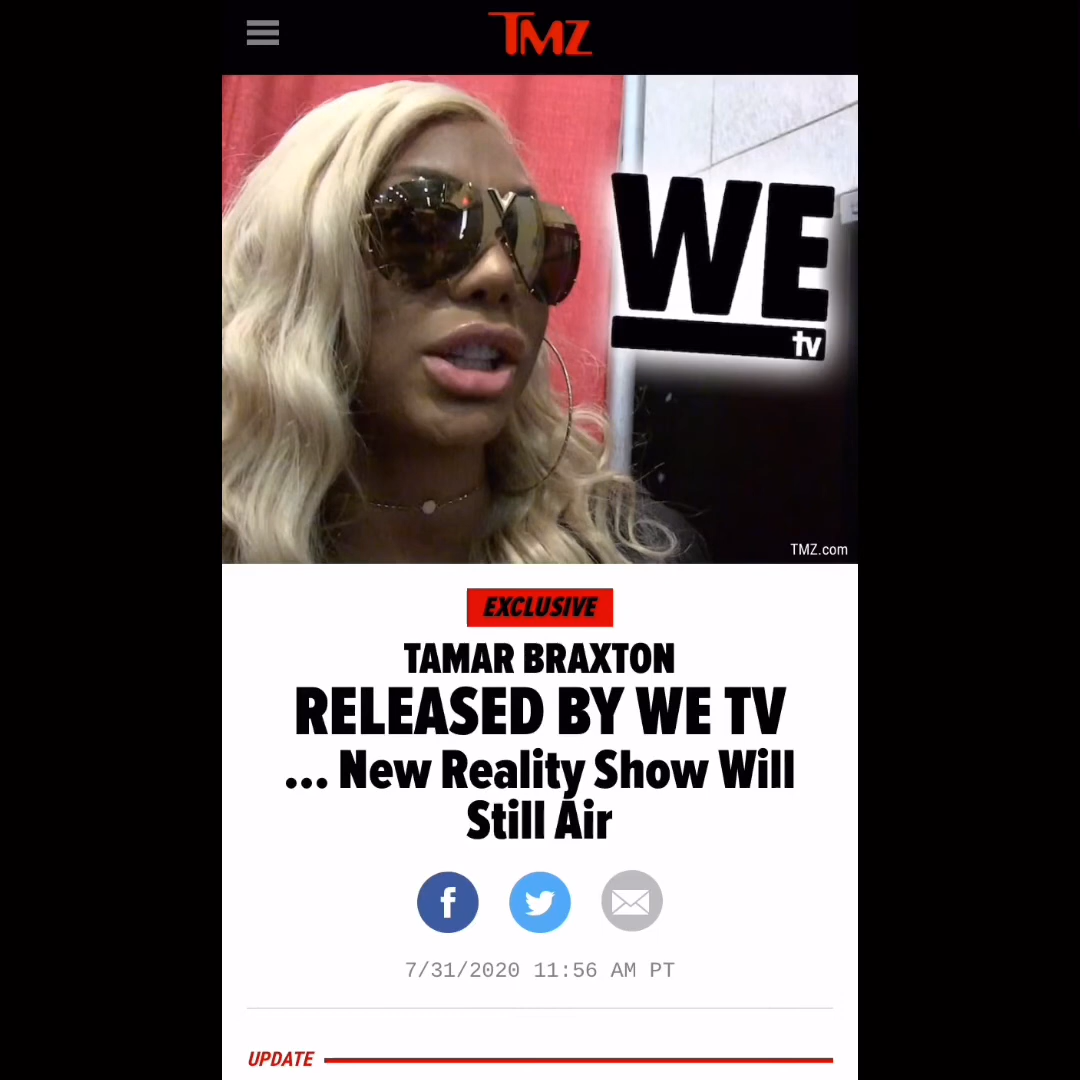 TMZ
WE
tv
TMZ.com
EXCLUSIVE
TAMAR BRAXTON
RELEASED BY WE TV
... New Reality Show Will
Still Air
7/31/2020 11:56 AM PT
UPDATE